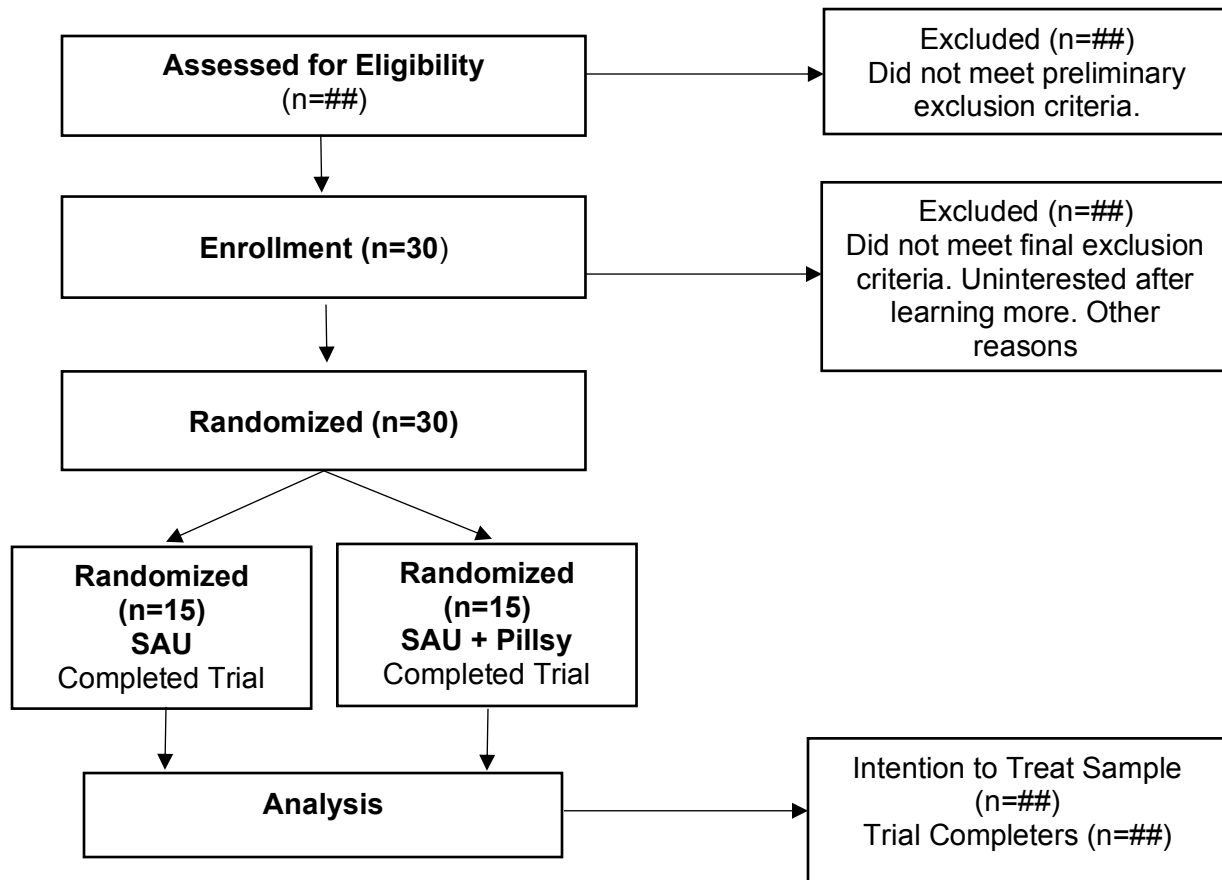 Assessed for Eligibility
(n=##)
Excluded (n=##)
Did not meet preliminary
exclusion criteria.
Enrollment (n=30)
Excluded (n=##)
Did not meet final exclusion
criteria. Uninterested after
learning more. Other
reasons
Randomized (n=30)
Randomized
(n=15)
SAU
Completed Trial
Randomized
(n=15)
SAU + Pillsy
Completed Trial
Analysis
Intention to Treat Sample
(n=##)
Trial Completers (n=##)